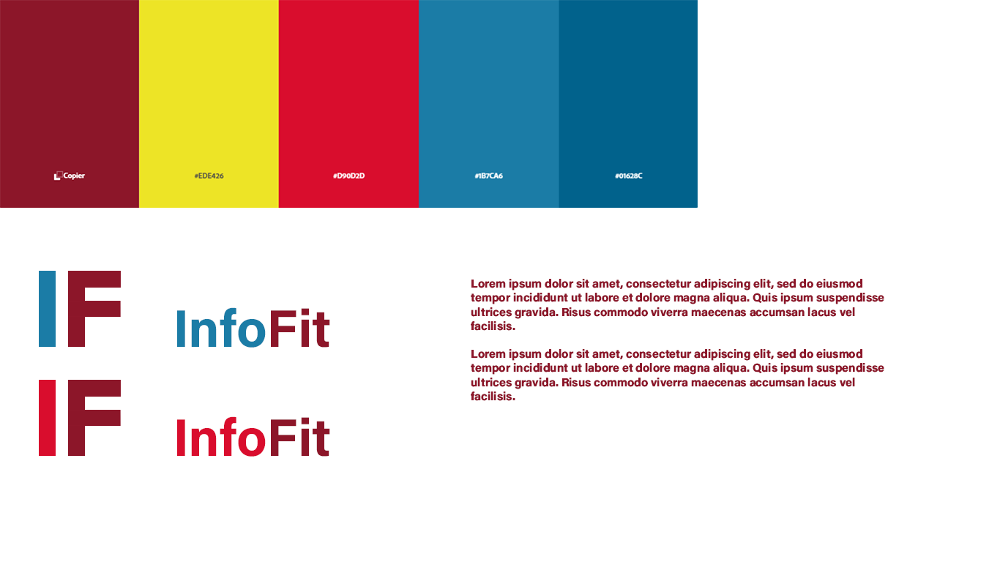 Copier
#EDE426
#D90D2D
#1B7CA6
#01628C
IF
InfoFit
IF
InfoFit
Lorem ipsum dolor sit amet, consectetur adipiscing elit, sed do eiusmod
tempor incididunt ut labore et dolore magna aliqua. Quis ipsum suspendisse
ultrices gravida. Risus commodo viverra maecenas accumsan lacus vel
facilisis.
Lorem ipsum dolor sit amet, consectetur adipiscing elit, sed do eiusmod
tempor incididunt ut labore et dolore magna aliqua. Quis ipsum suspendisse
ultrices gravida. Risus commodo viverra maecenas accumsan lacus vel
facilisis.